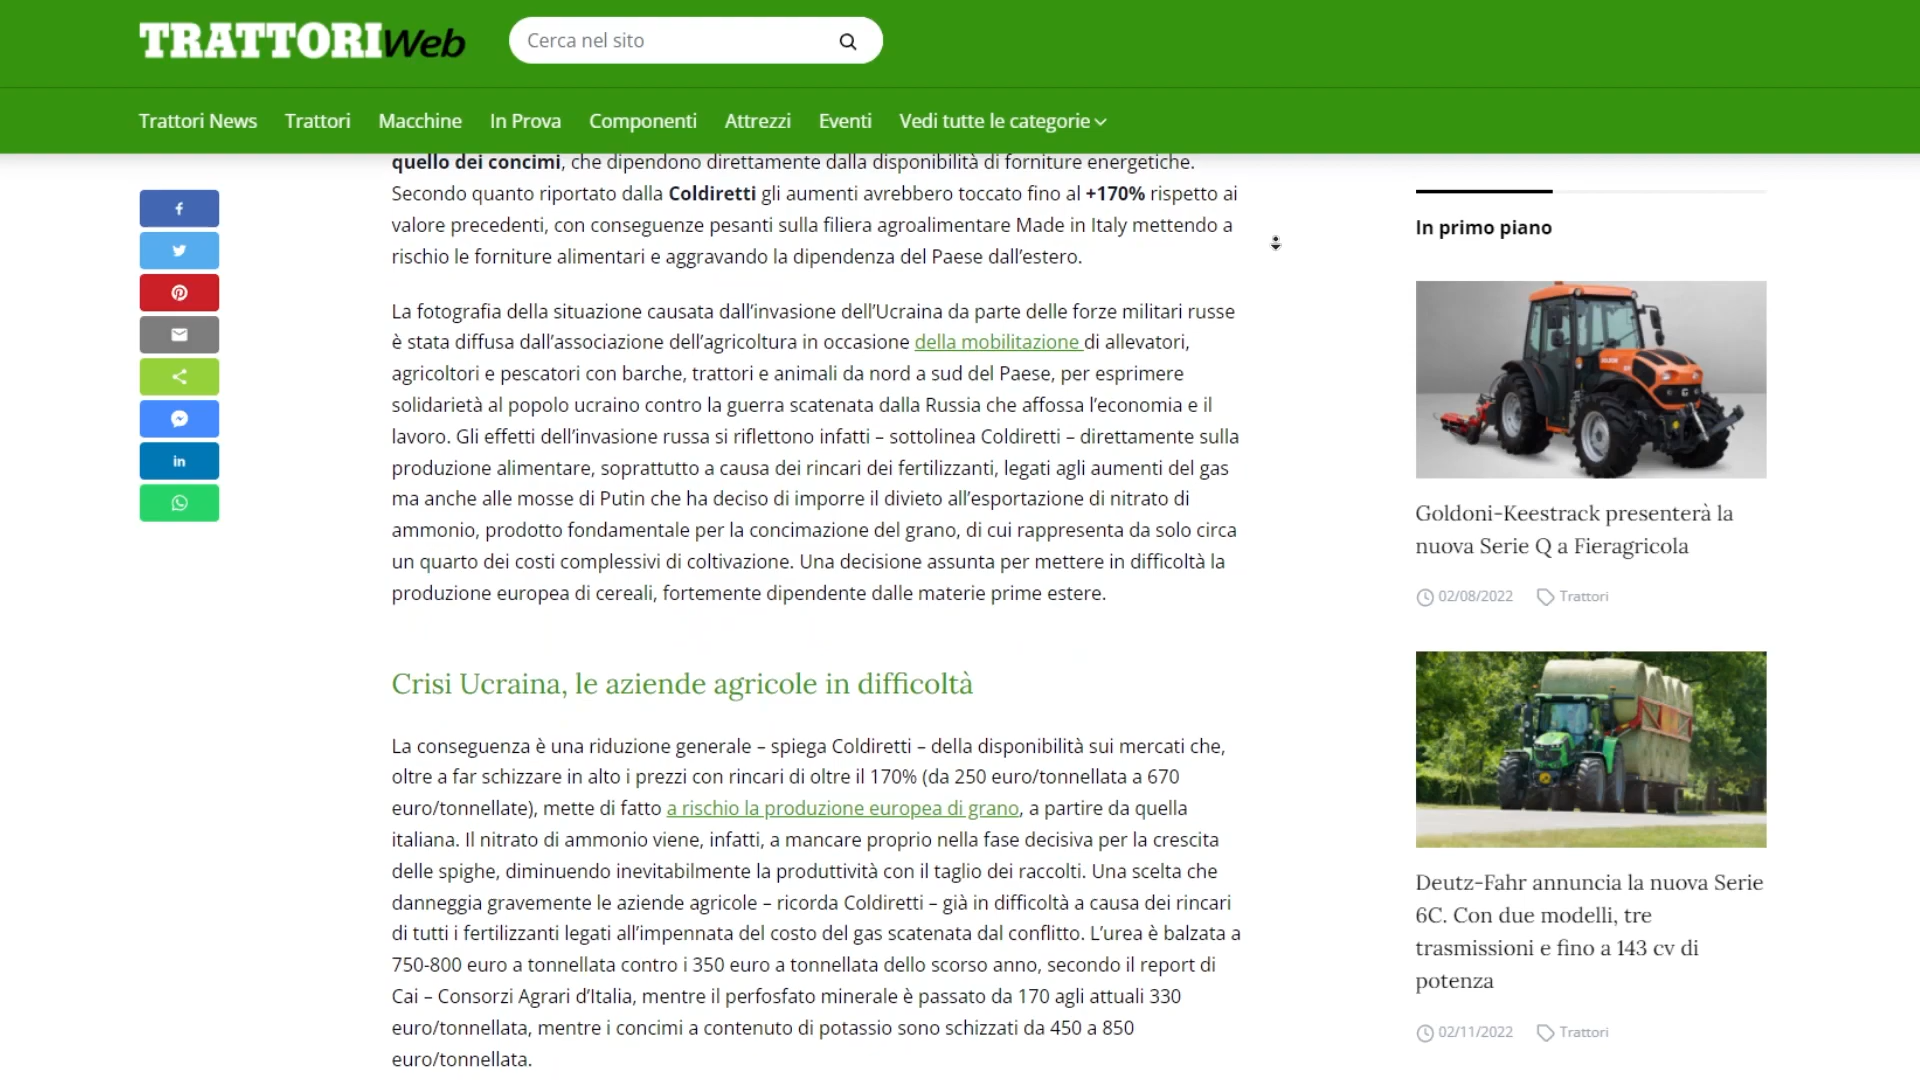 TRATTORIWeb
Cerca nel sito
Trattori News Trattori Macchine In Prova Componenti Attrezzi Eventi Vedi tutte le categorie
quello dei concimi, che dipendono direttamente dalla disponibilità di forniture energetiche.
Secondo quanto riportato dalla Coldiretti gli aumenti avrebbero toccato fino al +170% rispetto ai
valore precedenti, con conseguenze pesanti sulla filiera agroalimentare Made in Italy mettendo a
rischio le forniture alimentari e aggravando la dipendenza del Paese dall’estero.
La fotografia della situazione causata dall’invasione dell’Ucraina da parte delle forze militari russe
è stata diffusa dall’associazione dell’agricoltura in occasione della mobilitazione di allevatori,
agricoltori e pescatori con barche, trattori e animali da nord a sud del Paese, per esprimere
solidarietà al popolo ucraino contro la guerra scatenata dalla Russia che affossa l’economia e il
lavoro. Gli effetti dell’invasione russa si riflettono infatti – sottolinea Coldiretti – direttamente sulla
produzione alimentare, soprattutto a causa dei rincari dei fertilizzanti, legati agli aumenti del gas
ma anche alle mosse di Putin che ha deciso di imporre il divieto all’esportazione di nitrato di
ammonio, prodotto fondamentale per la concimazione del grano, di cui rappresenta da solo circa
un quarto dei costi complessivi di coltivazione. Una decisione assunta per mettere in difficoltà la
produzione europea di cereali, fortemente dipendente dalle materie prime estere.
Crisi Ucraina, le aziende agricole in difficoltà
La conseguenza è una riduzione generale – spiega Coldiretti – della disponibilità sui mercati che,
oltre a far schizzare in alto i prezzi con rincari di oltre il 170% (da 250 euro/tonnellata a 670
euro/tonnellate), mette di fatto a rischio la produzione europea di grano, a partire da quella
italiana. Il nitrato di ammonio viene, infatti, a mancare proprio nella fase decisiva per la crescita
delle spighe, diminuendo inevitabilmente la produttività con il taglio dei raccolti. Una scelta che
danneggia gravemente le aziende agricole – ricorda Coldiretti – già in difficoltà a causa dei rincari
di tutti i fertilizzanti legati all’impennata del costo del gas scatenata dal conflitto. L’urea è balzata a
750-800 euro a tonnellata contro i 350 euro a tonnellata dello scorso anno, secondo il report di
Cai – Consorzi Agrari d’Italia, mentre il perfosfato minerale è passato da 170 agli attuali 330
euro/tonnellata, mentre i concimi a contenuto di potassio sono schizzati da 450 a 850
euro/tonnellata.
In primo piano
Goldoni-Keestrack presenterà la
nuova Serie Q a Fieragricola
02/08/2022 Trattori
Deutz-Fahr annuncia la nuova Serie
6C. Con due modelli, tre
trasmissioni e fino a 143 cv di
potenza
02/11/2022 Trattori